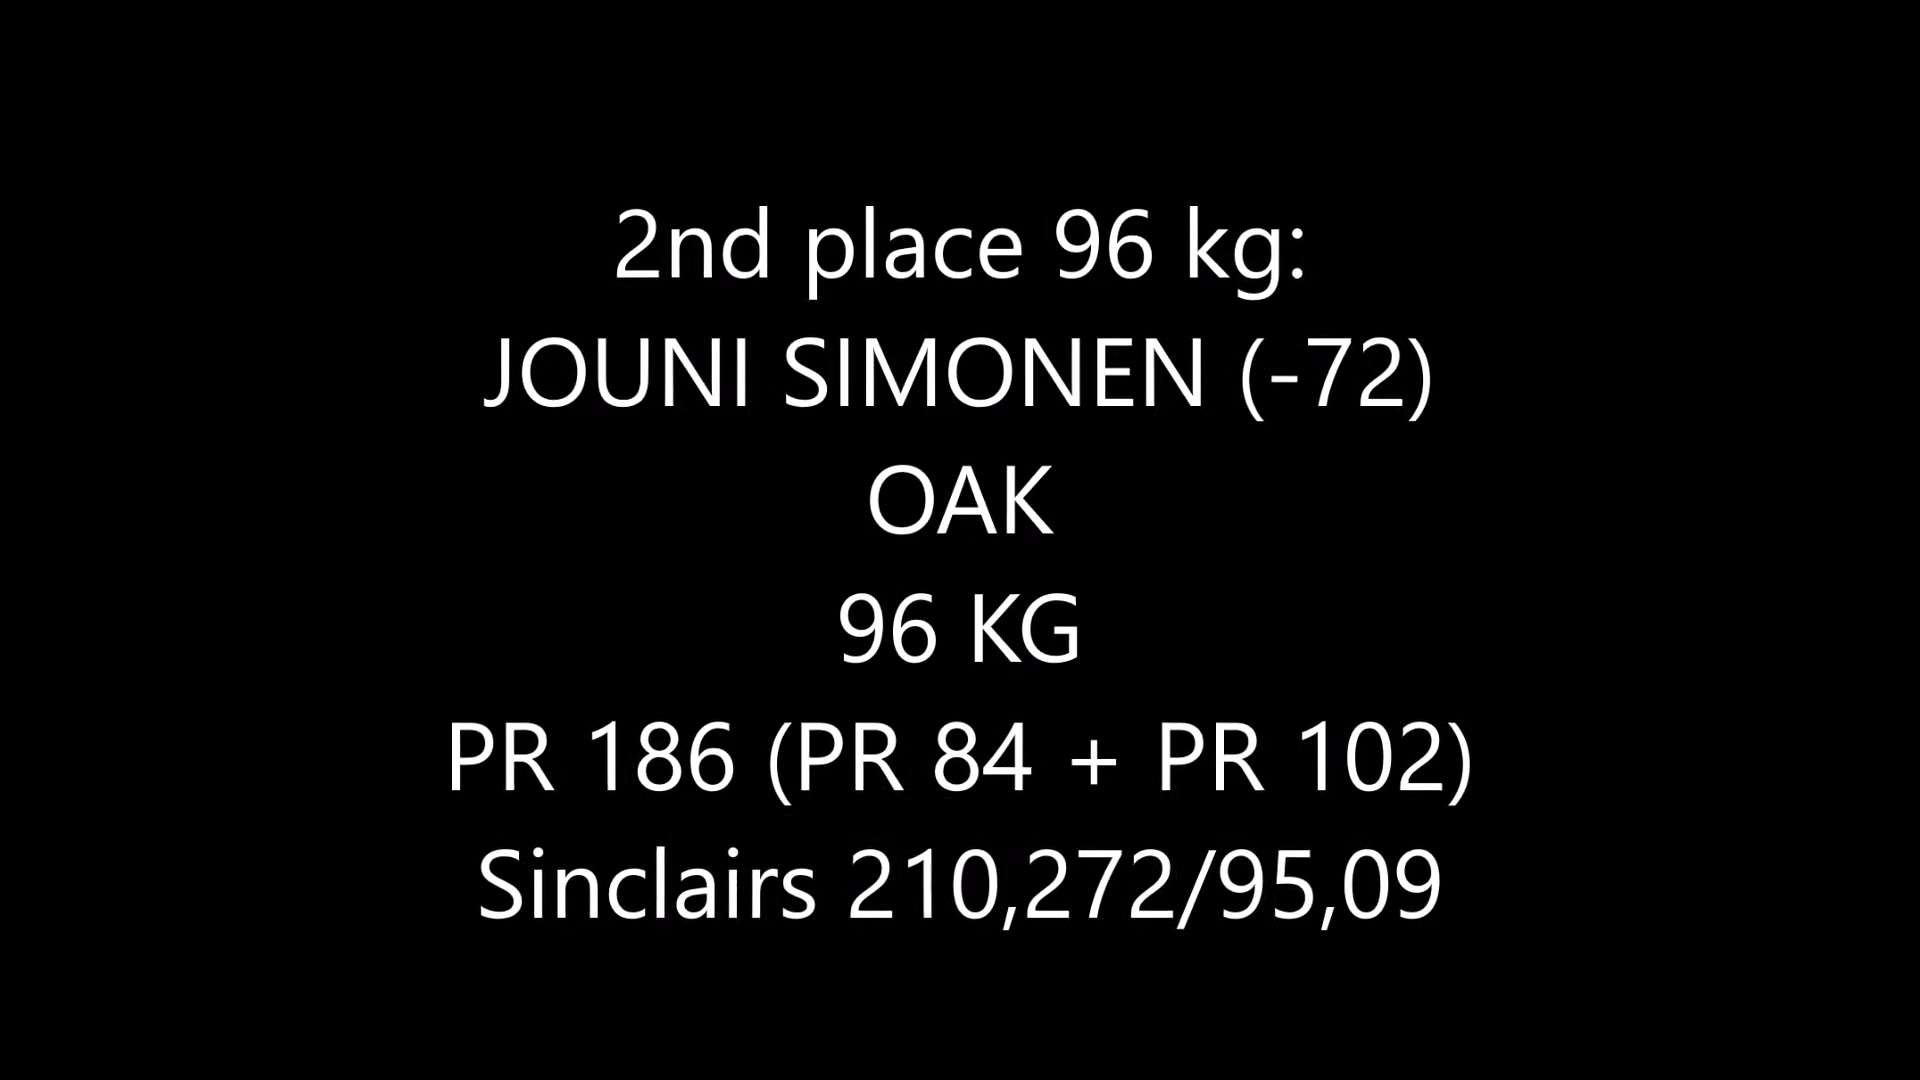 2nd place 96 kg:
JOUNI SIMONEN (-72)
OAK
96 KG
PR 186 (PR 84 + PR 102)
Sinclairs 210,272/95,09